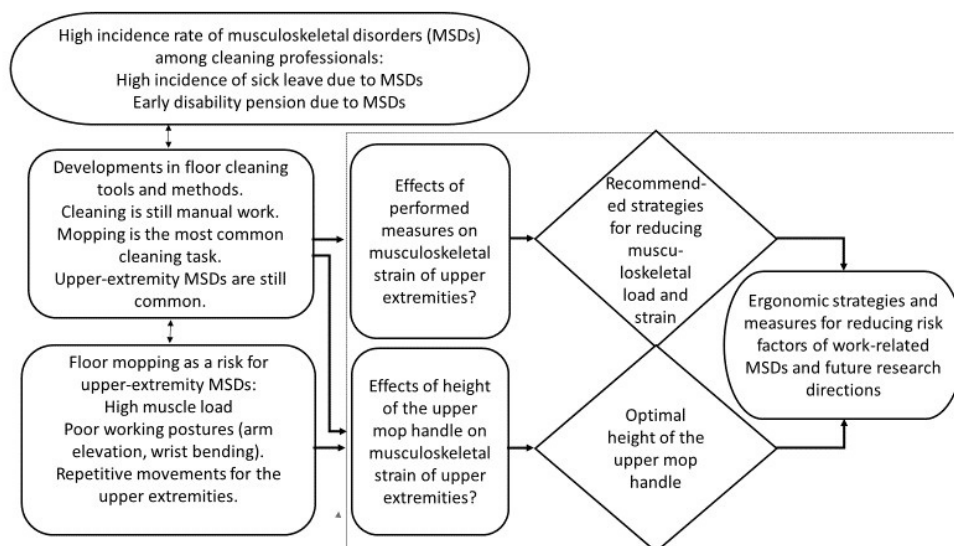 High incidence rate of musculoskeletal disorders (MSDs)
among cleaning professionals:
High incidence of sick leave due to MSDs
Early disability pension due to MSDs
Developments in floor cleaning
tools and methods.
Cleaning is still manual work.
Mopping is the most common
cleaning task.
Upper-extremity MSDs are still
common.
Floor mopping as a risk for
upper-extremity MSDs:
High muscle load
Poor working postures (arm
elevation, wrist bending).
Repetitive movements for the
upper extremities.
Effects of
performed
measures on
musculoskeletal
strain of upper
extremities?
Effects of height
of the upper
mop handle on
musculoskeletal
strain of upper
extremities?
Recommend-
ed strategies
for reducing
muscu-
loskeletal
load and
strain
Optimal
height of the
upper mop
handle
Ergonomic strategies and
measures for reducing risk
factors of work-related
MSDs and future research
directions